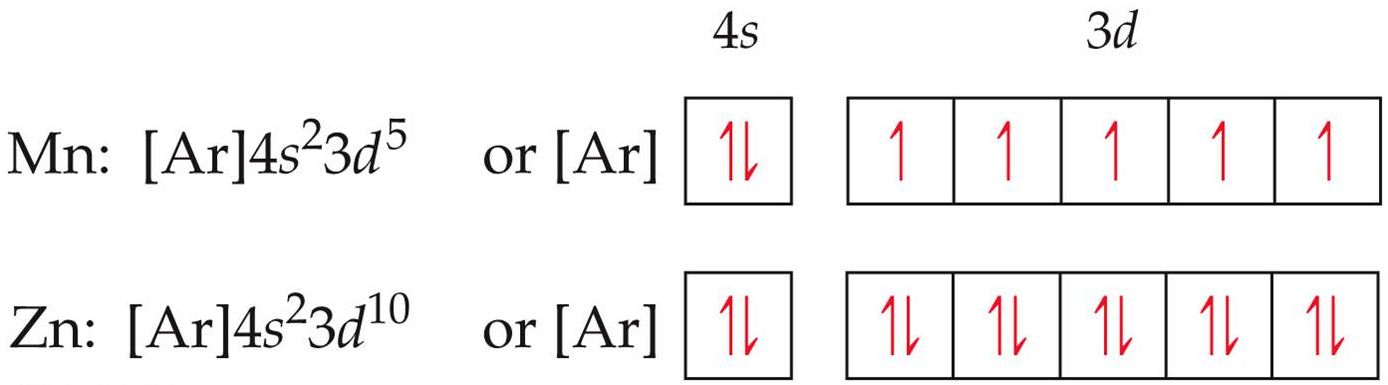 4s 3d
Mn: [Ar]4s²3d⁵ or [Ar] ↿⇂ ↿ ↿ ↿ ↿ ↿
Zn: [Ar]4s²3d¹⁰ or [Ar] ↿⇂ ↿⇂ ↿⇂ ↿⇂ ↿⇂ ↿⇂